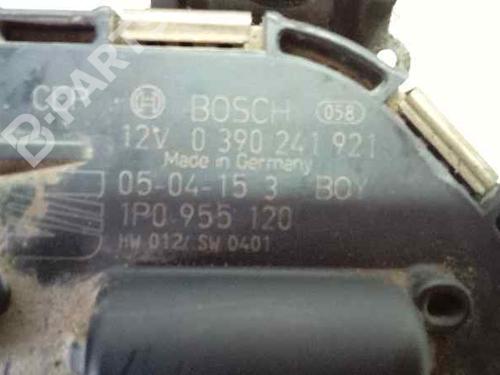 B-PARTS
BOSCH 058
12V 0 390 241 921
Made in Germany
05-04-15 3 BOY
1P0 955 120
HW 012/ SW 0401